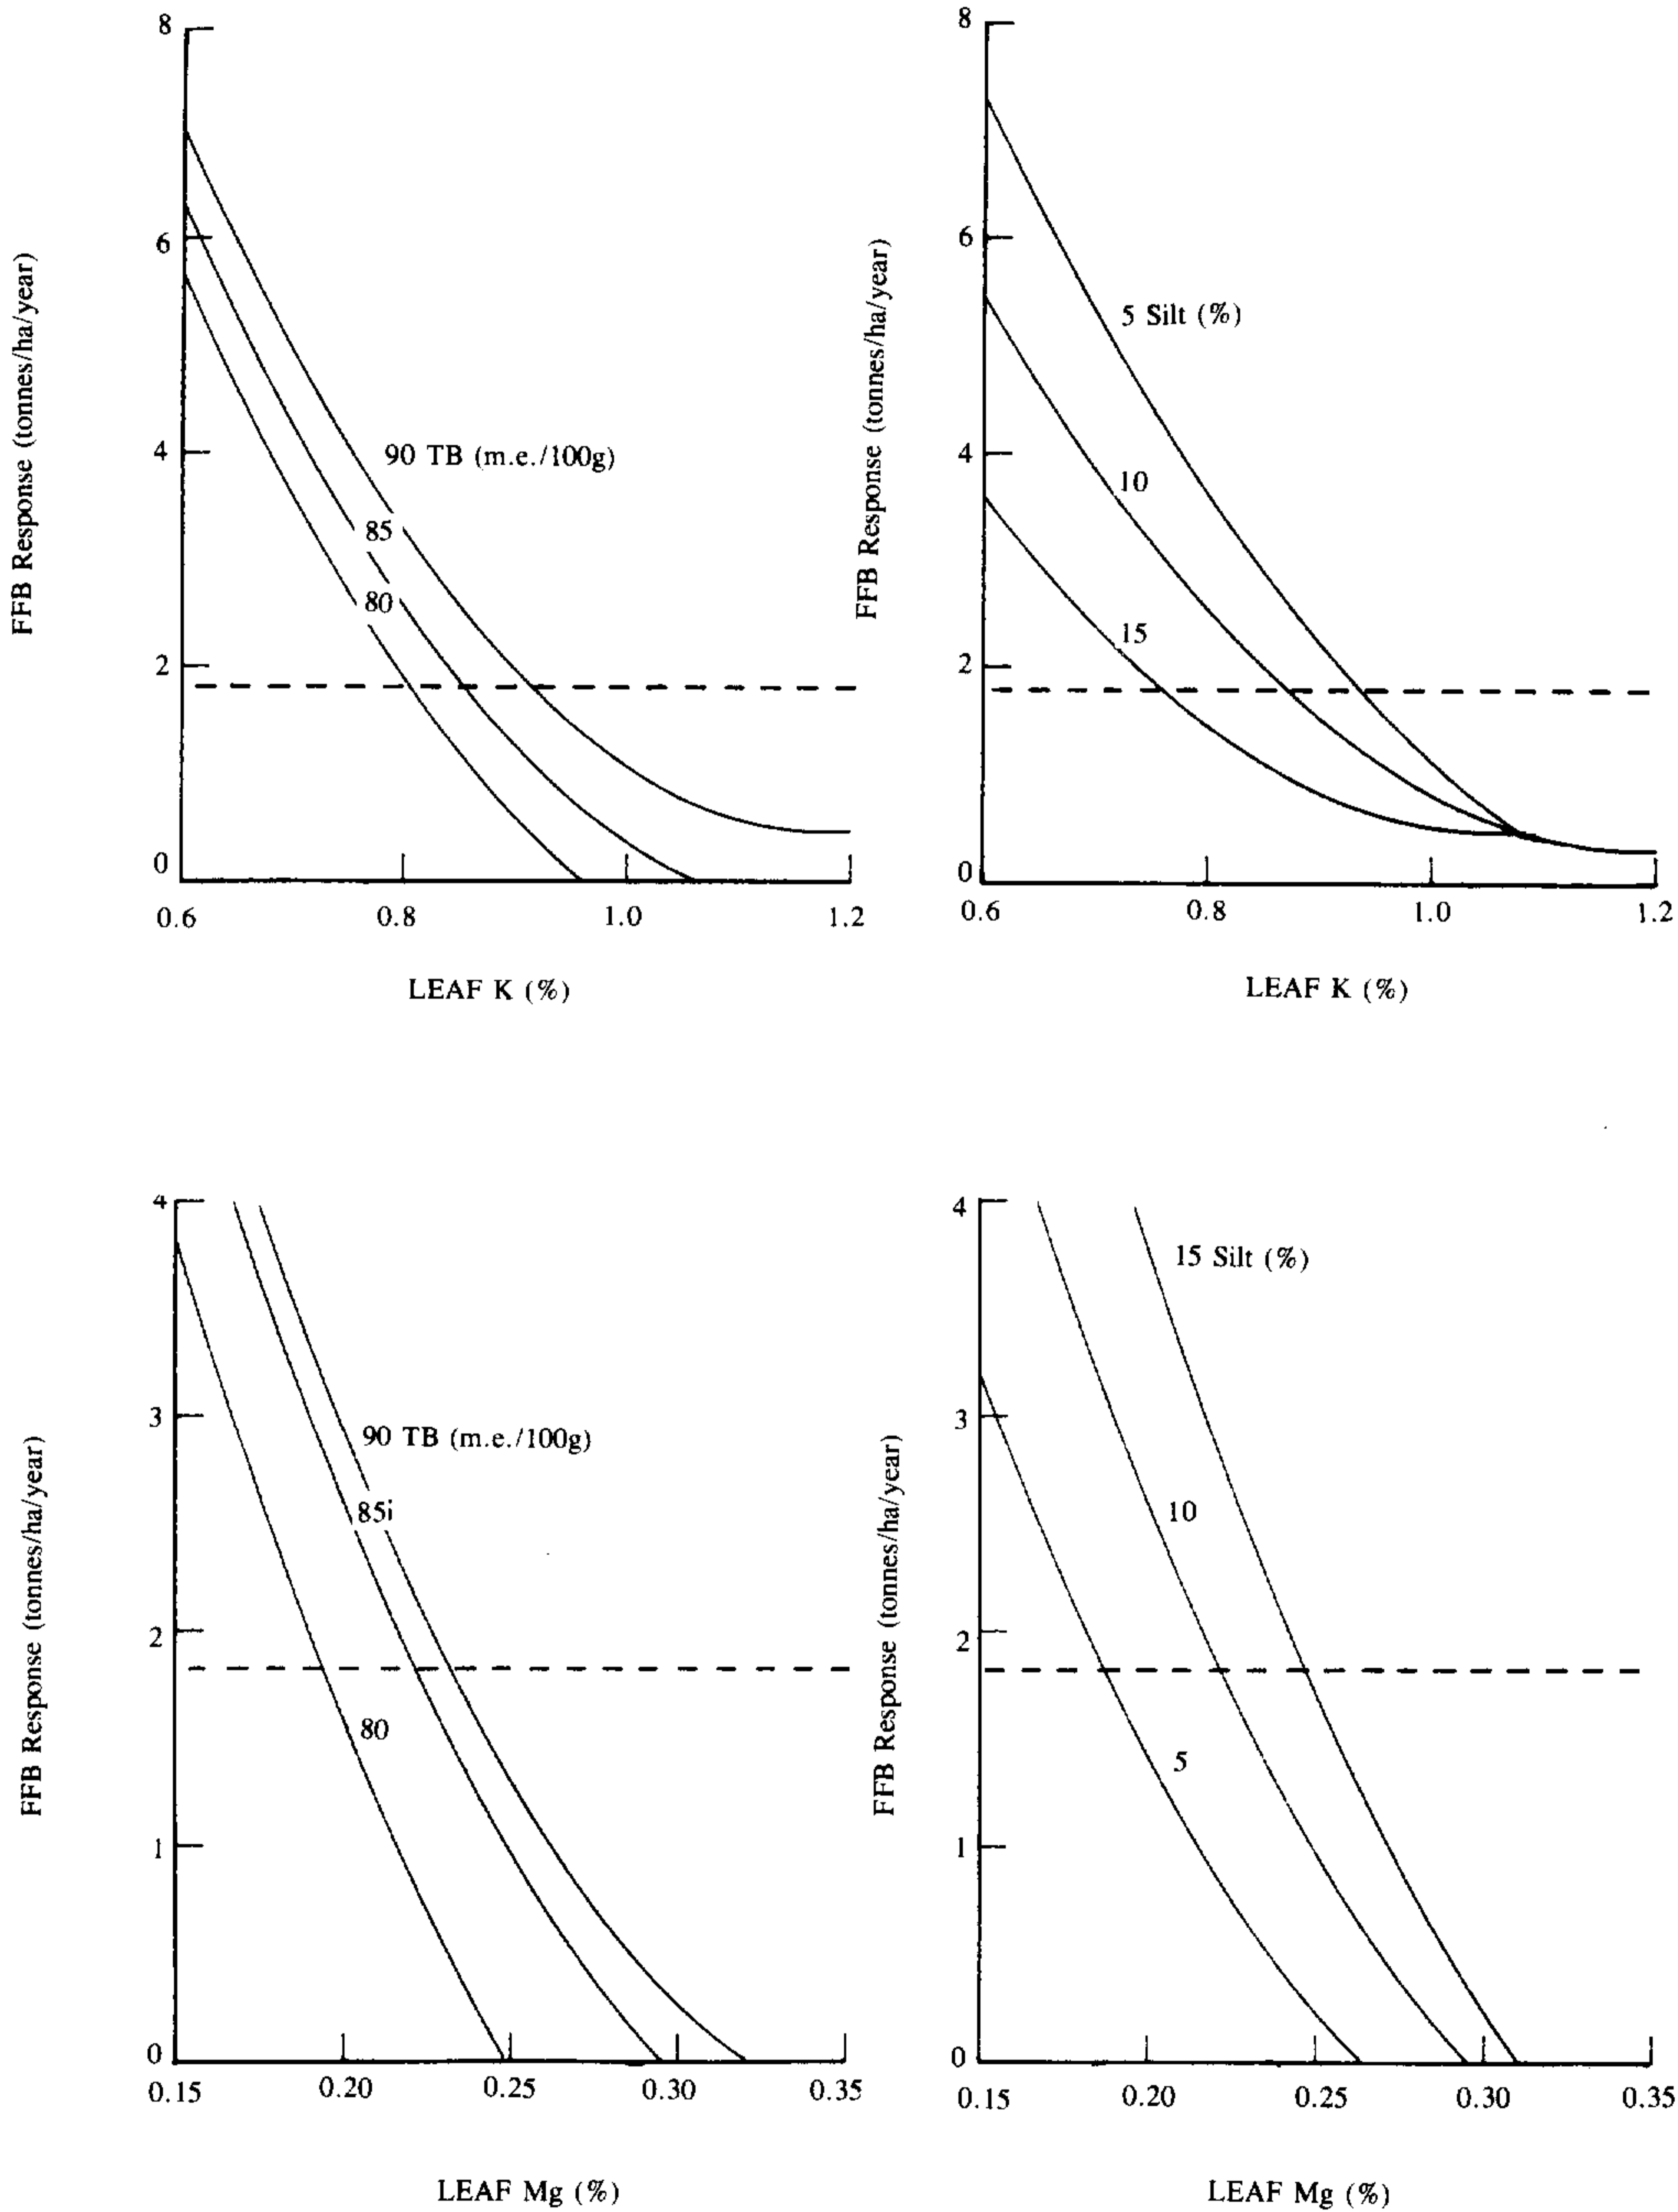 FFB Response (tonnes/ha/year)
8
6
4
2
0
90 TB (m.e./100g)
85
80
0.6 0.8 1.0 1.2
LEAF K (%)
FFB Response (tonnes/ha/year)
8
6
4
2
0
5 Silt (%)
10
15
0.6 0.8 1.0 1.2
LEAF K (%)
FFB Response (tonnes/ha/year)
4
3
2
1
0
90 TB (m.e./100g)
85i
80
0.15 0.20 0.25 0.30 0.35
LEAF Mg (%)
FFB Response (tonnes/ha/year)
4
3
2
1
0
15 Silt (%)
10
5
0.15 0.20 0.25 0.30 0.35
LEAF Mg (%)